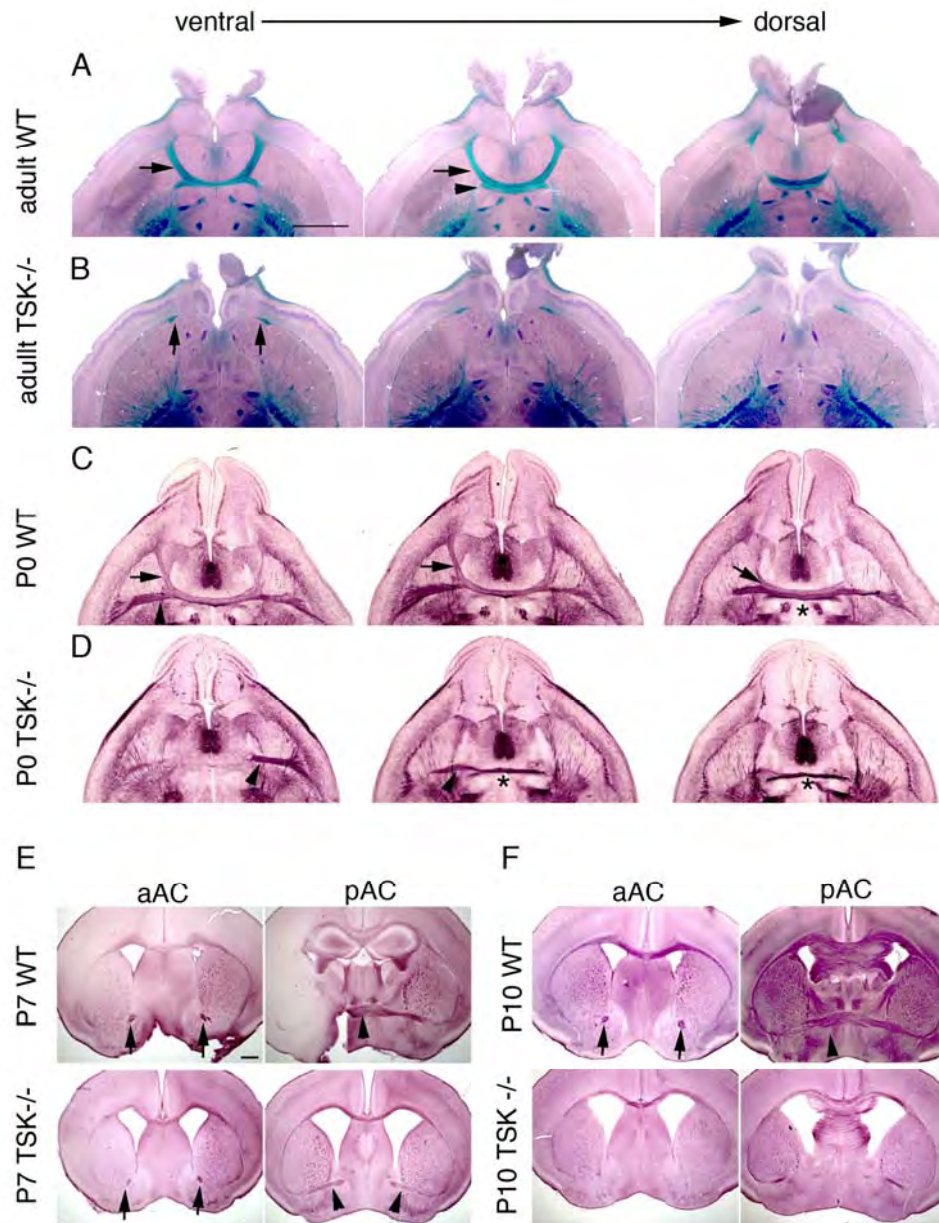 ventral dorsal
A
adult WT
B
adult TSK-/-
C
P0 WT
*
D
P0 TSK-/-
* *
E F
aAC pAC aAC pAC
P7 WT P10 WT
P7 TSK-/- P10 TSK -/-